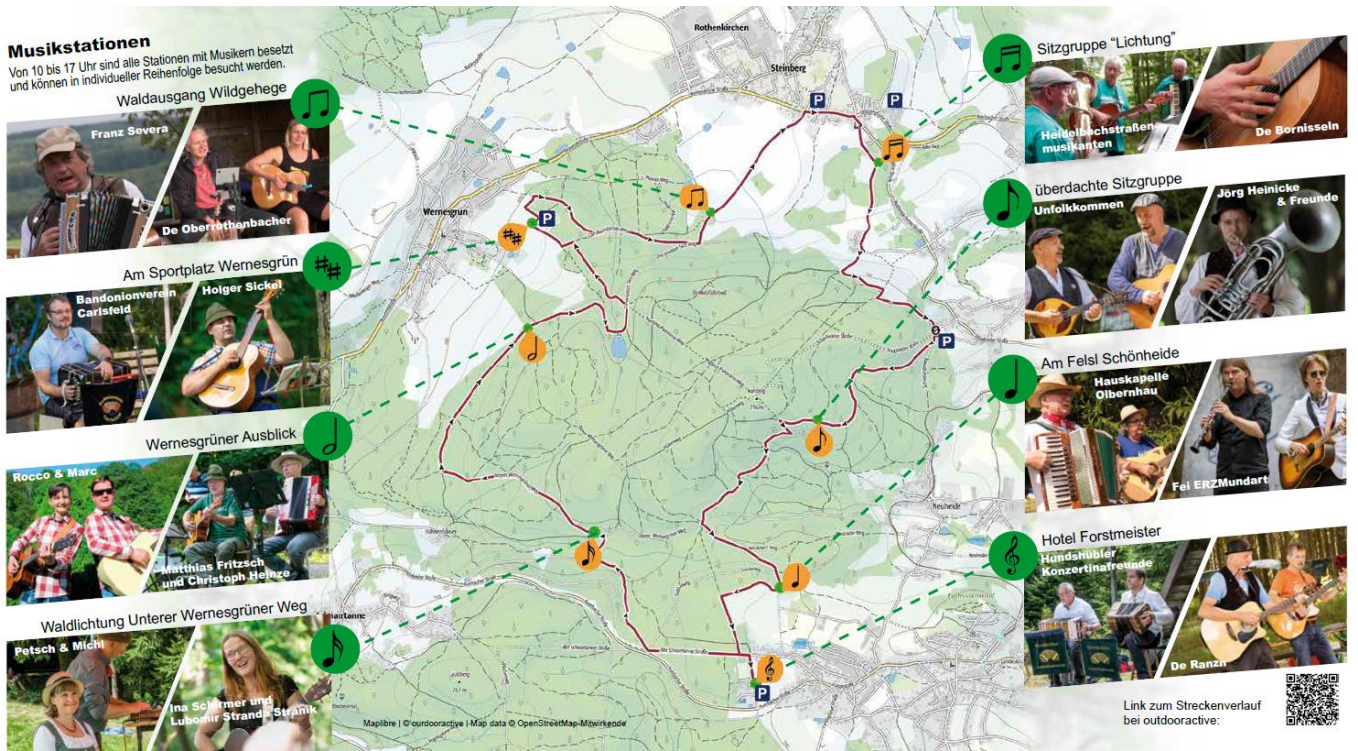 Musikstationen
Von 10 bis 17 Uhr sind alle Stationen mit Musikern besetzt
und können in individueller Reihenfolge besucht werden.
Waldausgang Wildgehege
Franz Severa
De Oberrothenbacher
Am Sportplatz Wernesgrün
Bandonionverein
Carlsfeld
Holger Sickel
Wernesgrüner Ausblick
Rocco & Marc
Matthias Fritzsch
und Christoph Heinze
Waldlichtung Unterer Wernesgrüner Weg
Petsch & Michl
Ina Schirmer und
Lubomir Stranda Stranik
Rothenkirchen
Steinberg
Wernesgrün
Neuheide
P
P
P
P
P
Maplibre | © ourdooractive | Map data © OpenStreetMap-Mitwirkende
Sitzgruppe "Lichtung"
Heidelbachstraßen-
musikanten
De Bornisseln
überdachte Sitzgruppe
Unfolkkommen
Jörg Heinicke
& Freunde
Am Felsl Schönheide
Hauskapelle
Olbernhau
Fei ERZMundart
Hotel Forstmeister
Hundshübler
Konzertinafreunde
De Ranzn
Link zum Streckenverlauf
bei outdooractive: